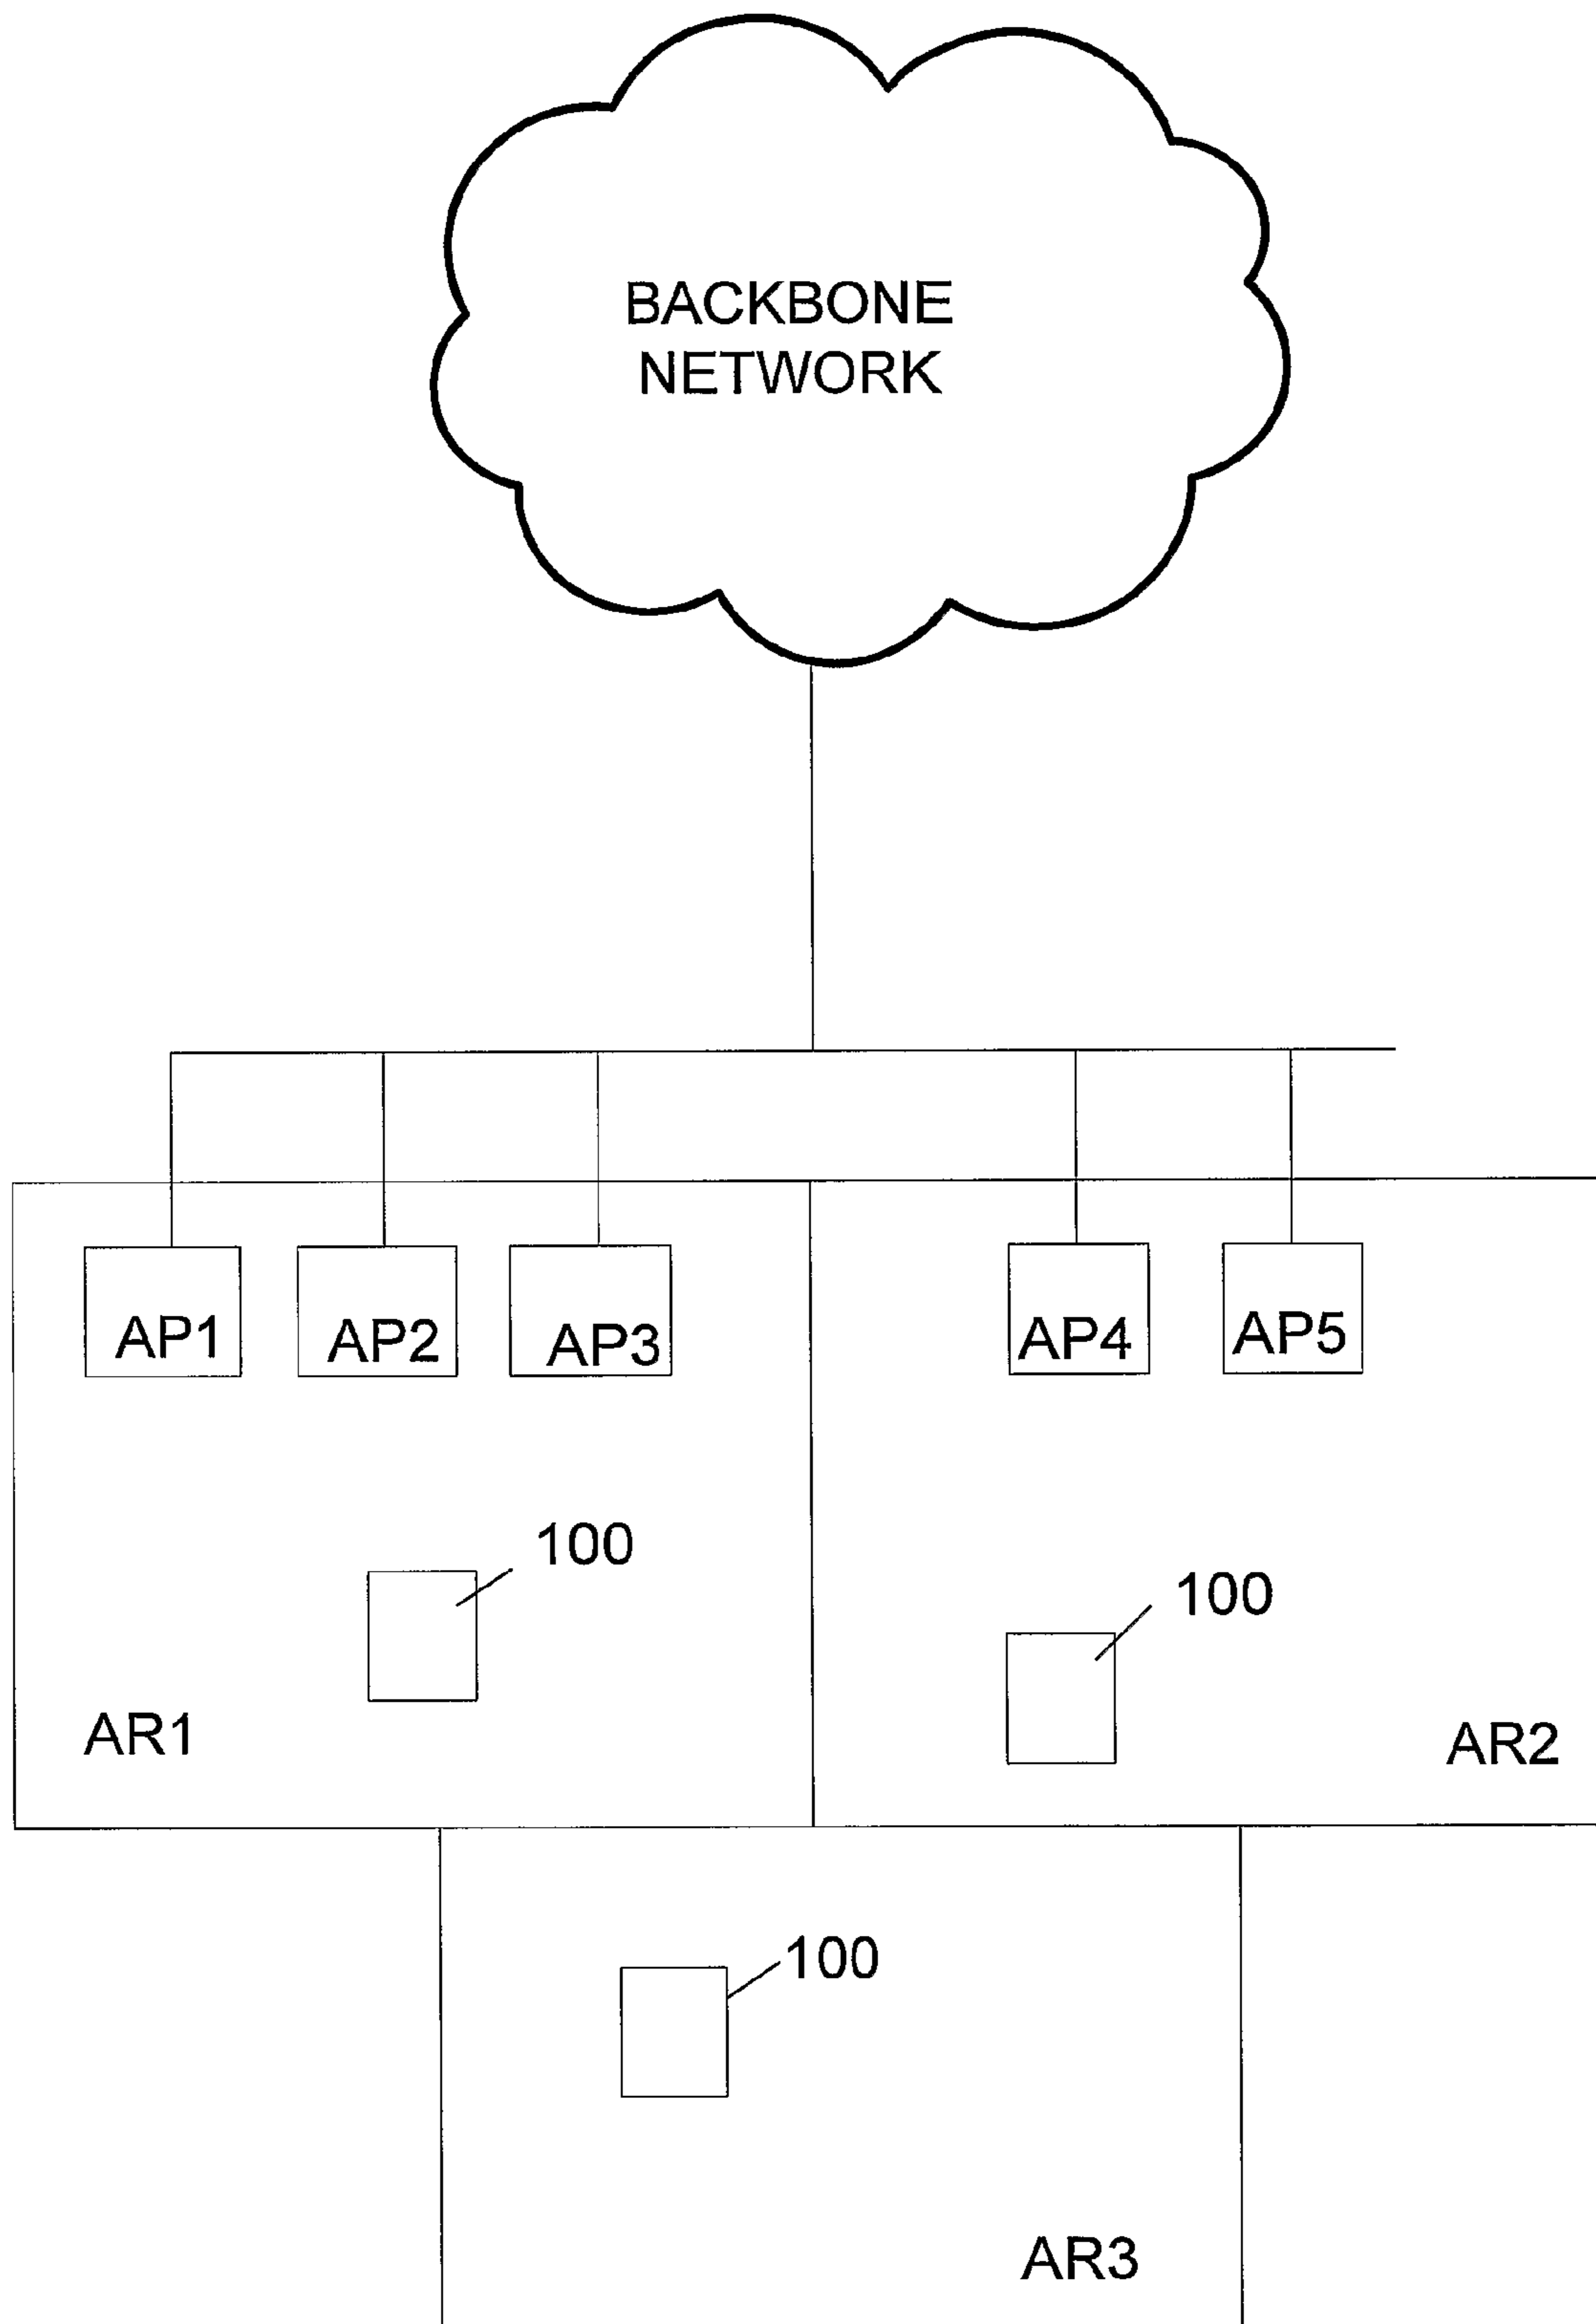 BACKBONE
NETWORK
AP1 AP2 AP3 AP4 AP5
100
100
AR1
AR2
100
AR3